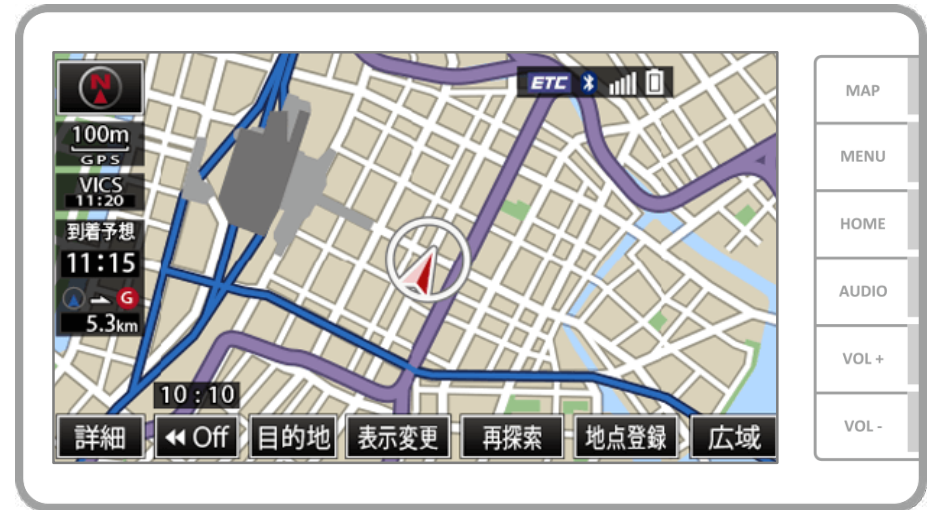 N
ETC
100m
GPS
VICS
11:20
到着予想
11:15
G
5.3km
10:10
詳細
Off
目的地
表示変更
再探索
地点登録
広域
MAP
MENU
HOME
AUDIO
VOL +
VOL -